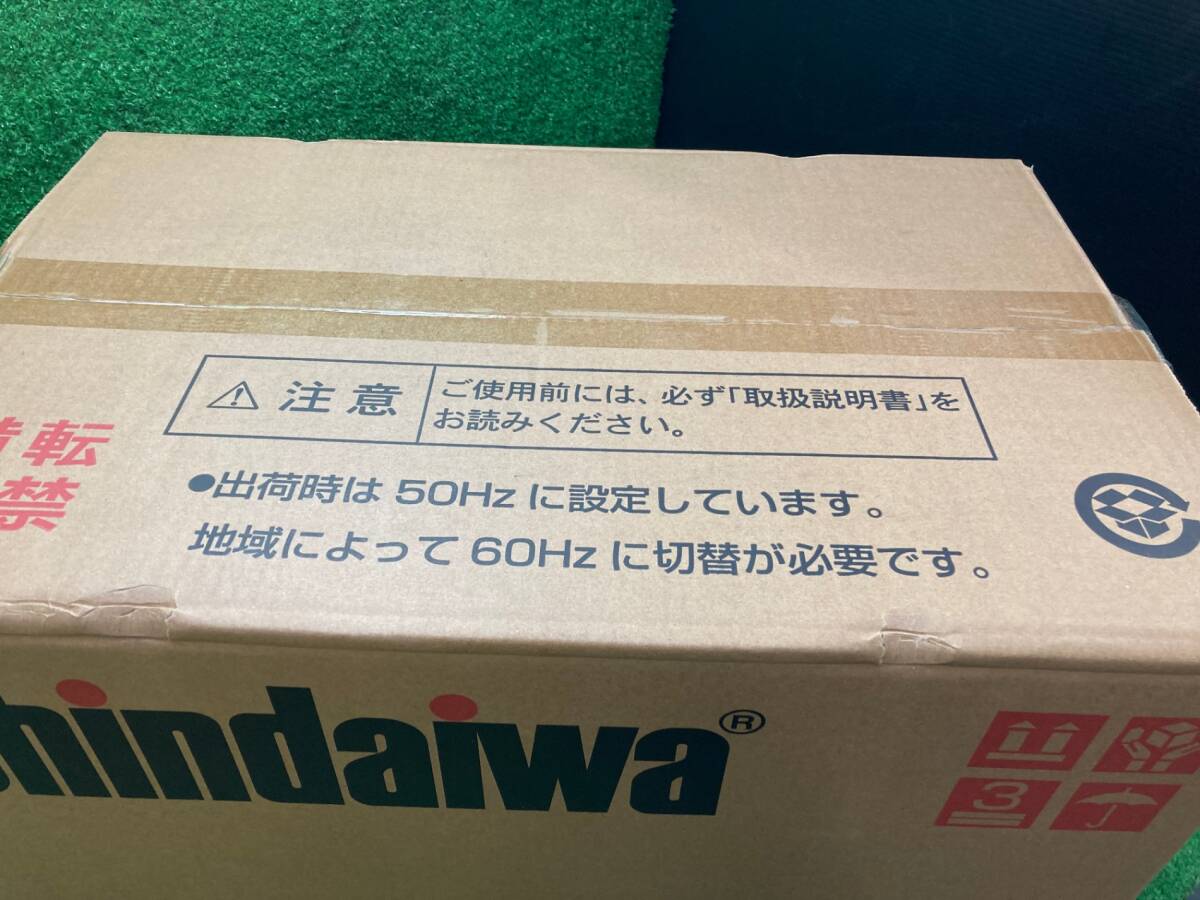 注意
ご使用前には、必ず「取扱説明書」を
お読みください。
転
禁
●出荷時は 50Hz に設定しています。
地域によって 60Hz に切替が必要です。
hindaiwa®
3